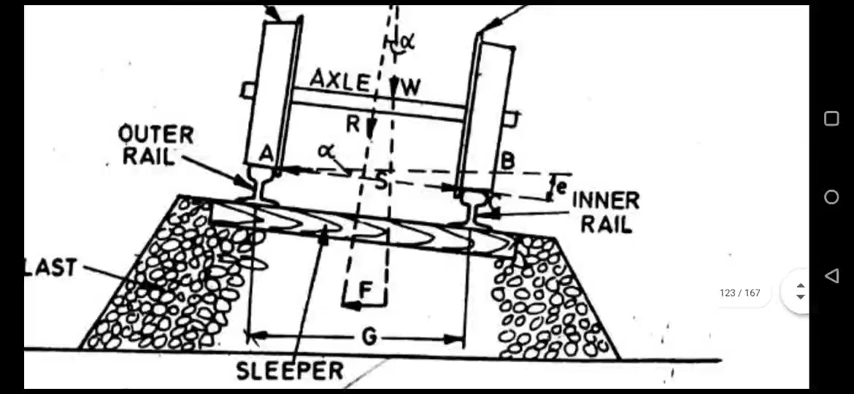 α
AXLE
W
R
OUTER
RAIL
A
α
S
B
e
INNER
RAIL
LAST
F
G
SLEEPER
123 / 167